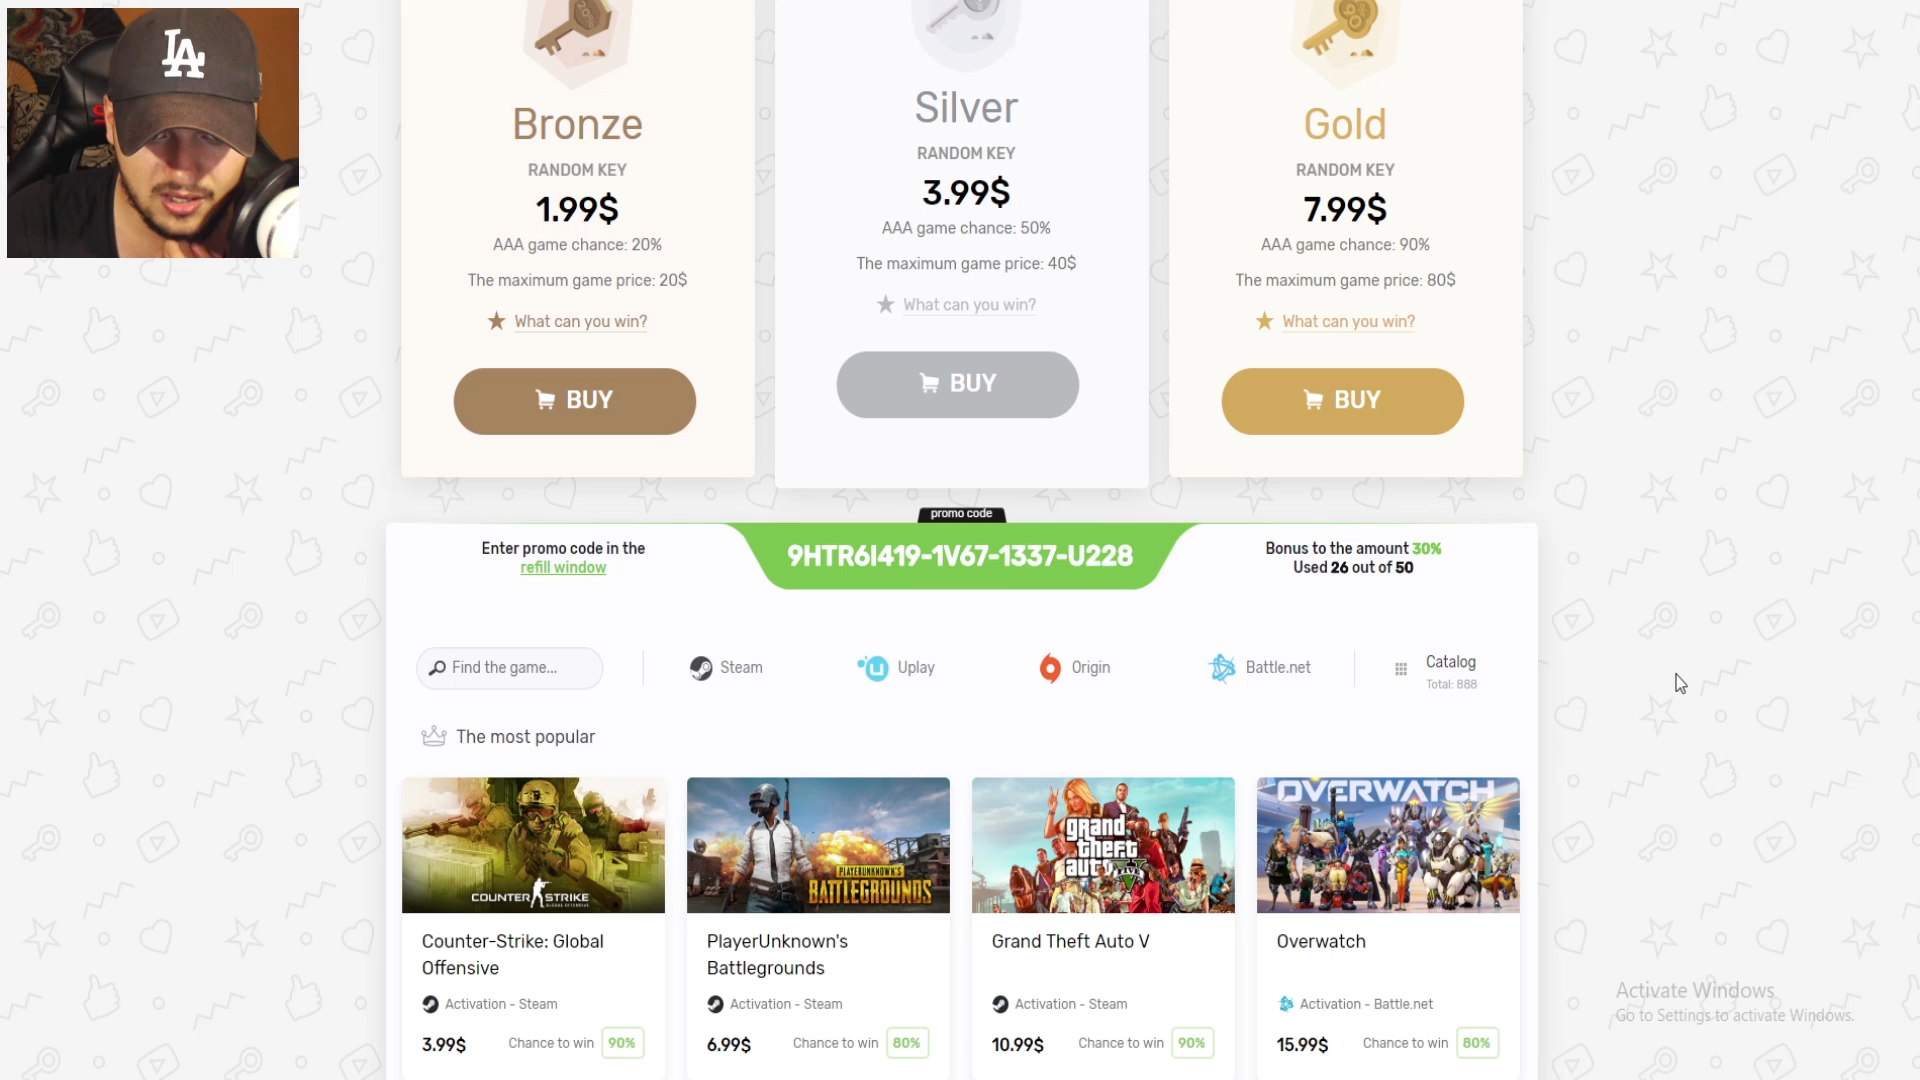 LA
20%
90%
Bronze
RANDOM KEY
1.99$
AAA game chance: 20%
The maximum game price: 20$
What can you win?
BUY
Silver
RANDOM KEY
3.99$
AAA game chance: 50%
The maximum game price: 40$
What can you win?
BUY
Gold
RANDOM KEY
7.99$
AAA game chance: 90%
The maximum game price: 80$
What can you win?
BUY
promo code
Enter promo code in the
refill window
9HTR6I419-1V67-1337-U228
Bonus to the amount 30%
Used 26 out of 50
Find the game...
Steam
Uplay
Origin
Battle.net
Catalog
Total: 888
The most popular
COUNTER STRIKE
Counter-Strike: Global
Offensive
Activation - Steam
3.99$
Chance to win 90%
PLAYERUNKNOWN'S
BATTLEGROUNDS
PlayerUnknown's
Battlegrounds
Activation - Steam
6.99$
Chance to win 80%
grand
theft
auto
V
FIVE
Grand Theft Auto V
Activation - Steam
10.99$
Chance to win 90%
OVERWATCH
Overwatch
Activation - Battle.net
15.99$
Chance to win 80%
Activate Windows
Go to Settings to activate Windows.